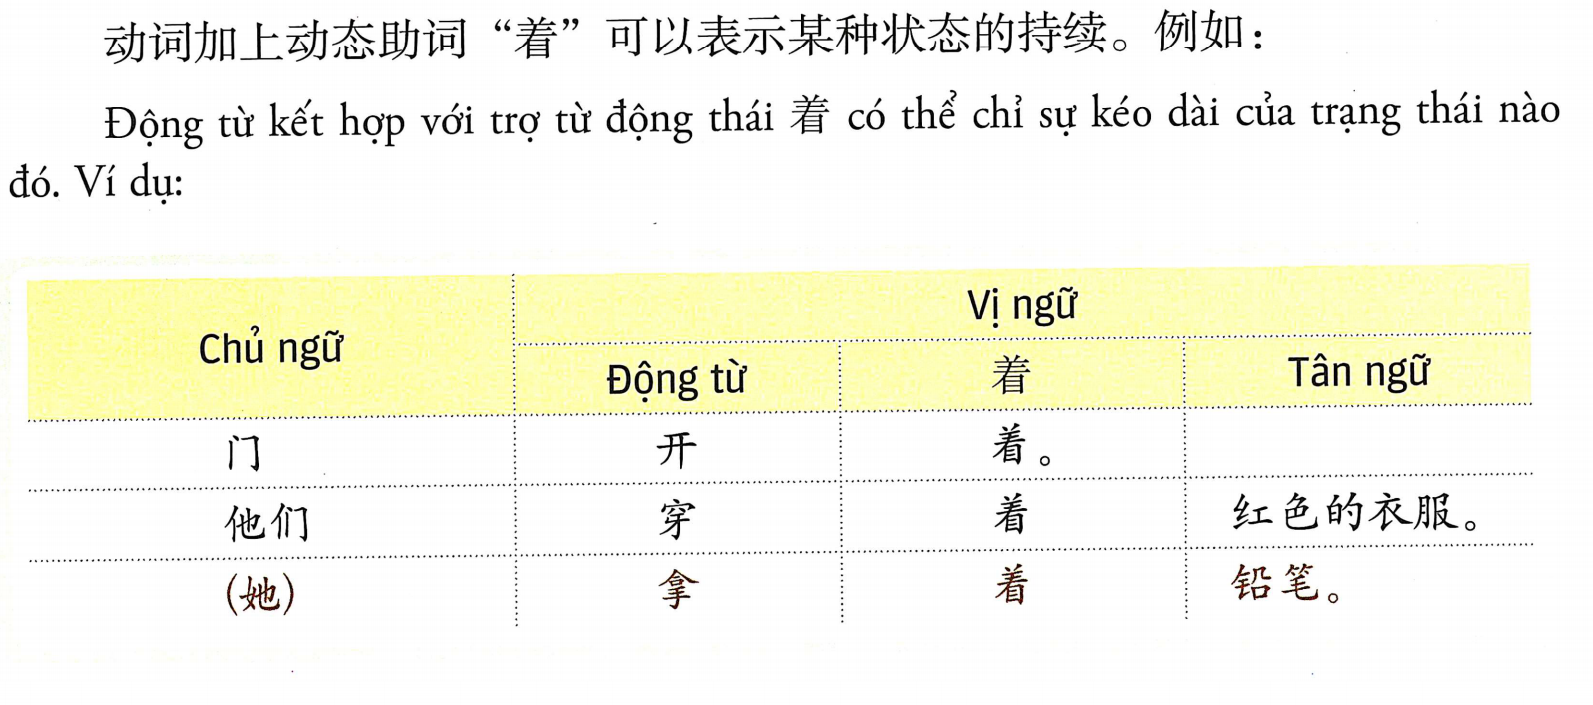 动词加上动态助词“着”可以表示某种状态的持续。例如：
Động từ kết hợp với trợ từ động thái 着 có thể chỉ sự kéo dài của trạng thái nào
đó. Ví dụ:
Chủ ngữ Vị ngữ
Động từ 着 Tân ngữ
门 开 着。
他们 穿 着 红色的衣服。
(她) 拿 着 铅笔。